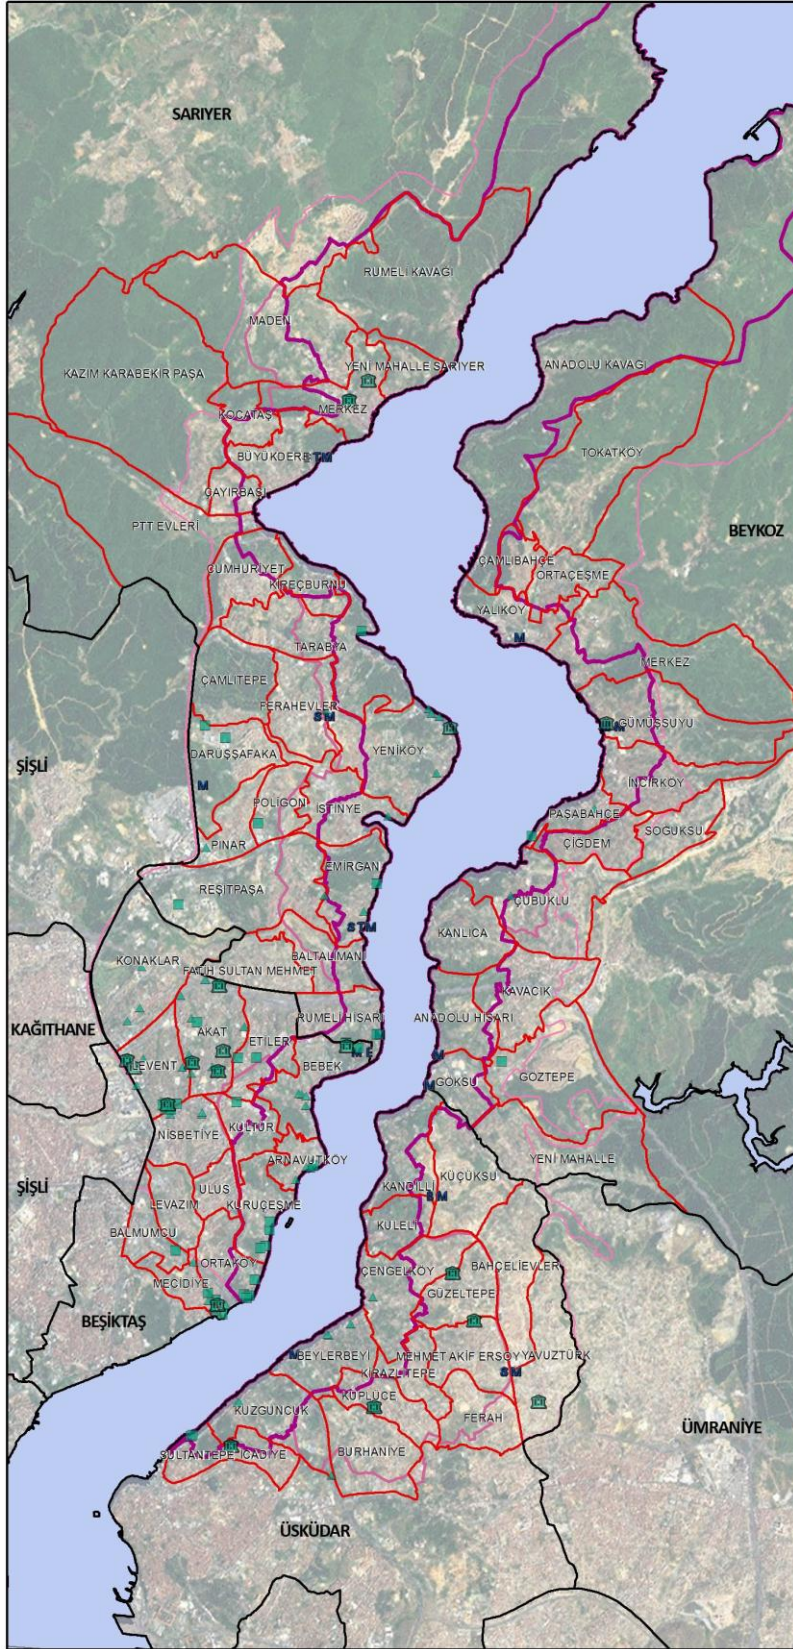 SARIYER
RUMELİ KAVAĞI
MADEN
KAZIM KARABEKİR PAŞA
YENİ MAHALLE SARIYER
ANADOLU KAVAĞI
MERKEZ
KOCATAŞ
BÜYÜKDERE
TM
TOKATKÖY
ÇAYIRBAŞI
PTT EVLERİ
BEYKOZ
CUMHURİYET
KİREÇBURNU
ÇAMLIBAHÇE
ORTAÇEŞME
YALIKÖY
M
TARABYA
MERKEZ
ÇAMLITEPE
FERAHEVLER
S M
GÜMÜŞSUYU
M
DARUŞŞAFAKA
YENİKÖY
ŞİŞLİ
M
İNCİRKÖY
POLİGON
İSTİNYE
PAŞABAHÇE
SOĞUKSU
PINAR
ÇİĞDEM
EMİRGAN
REŞİTPAŞA
ÇUBUKLU
S TM
KANLICA
KONAKLAR
BALTALİMANI
FATİH SULTAN MEHMET
KAVACIK
RUMELİ HİSARI
ANADOLU HİSARI
KAĞITHANE
AKAT
ETİLER
M E
M
LEVENT
BEBEK
GÖZTEPE
GÖKSU
M
KÜLTÜR
NİSBETİYE
YENİ MAHALLE
ARNAVUTKÖY
KÜÇÜKSU
ŞİŞLİ
ULUS
KANDİLLİ
M
LEVAZIM
KURUÇEŞME
KULELİ
BALMUMCU
ORTAKÖY
ÇENGELKÖY
BAHÇELİEVLER
MECİDİYE
GÜZELTEPE
BEŞİKTAŞ
M
BEYLERBEYİ
MEHMET AKİF ERSOY
YAVUZTÜRK
KİRAZLITEPE
S M
KÜPLÜCE
KUZGUNCUK
FERAH
ÜMRANİYE
SULTANTEPE
İCADİYE
BURHANİYE
ÜSKÜDAR